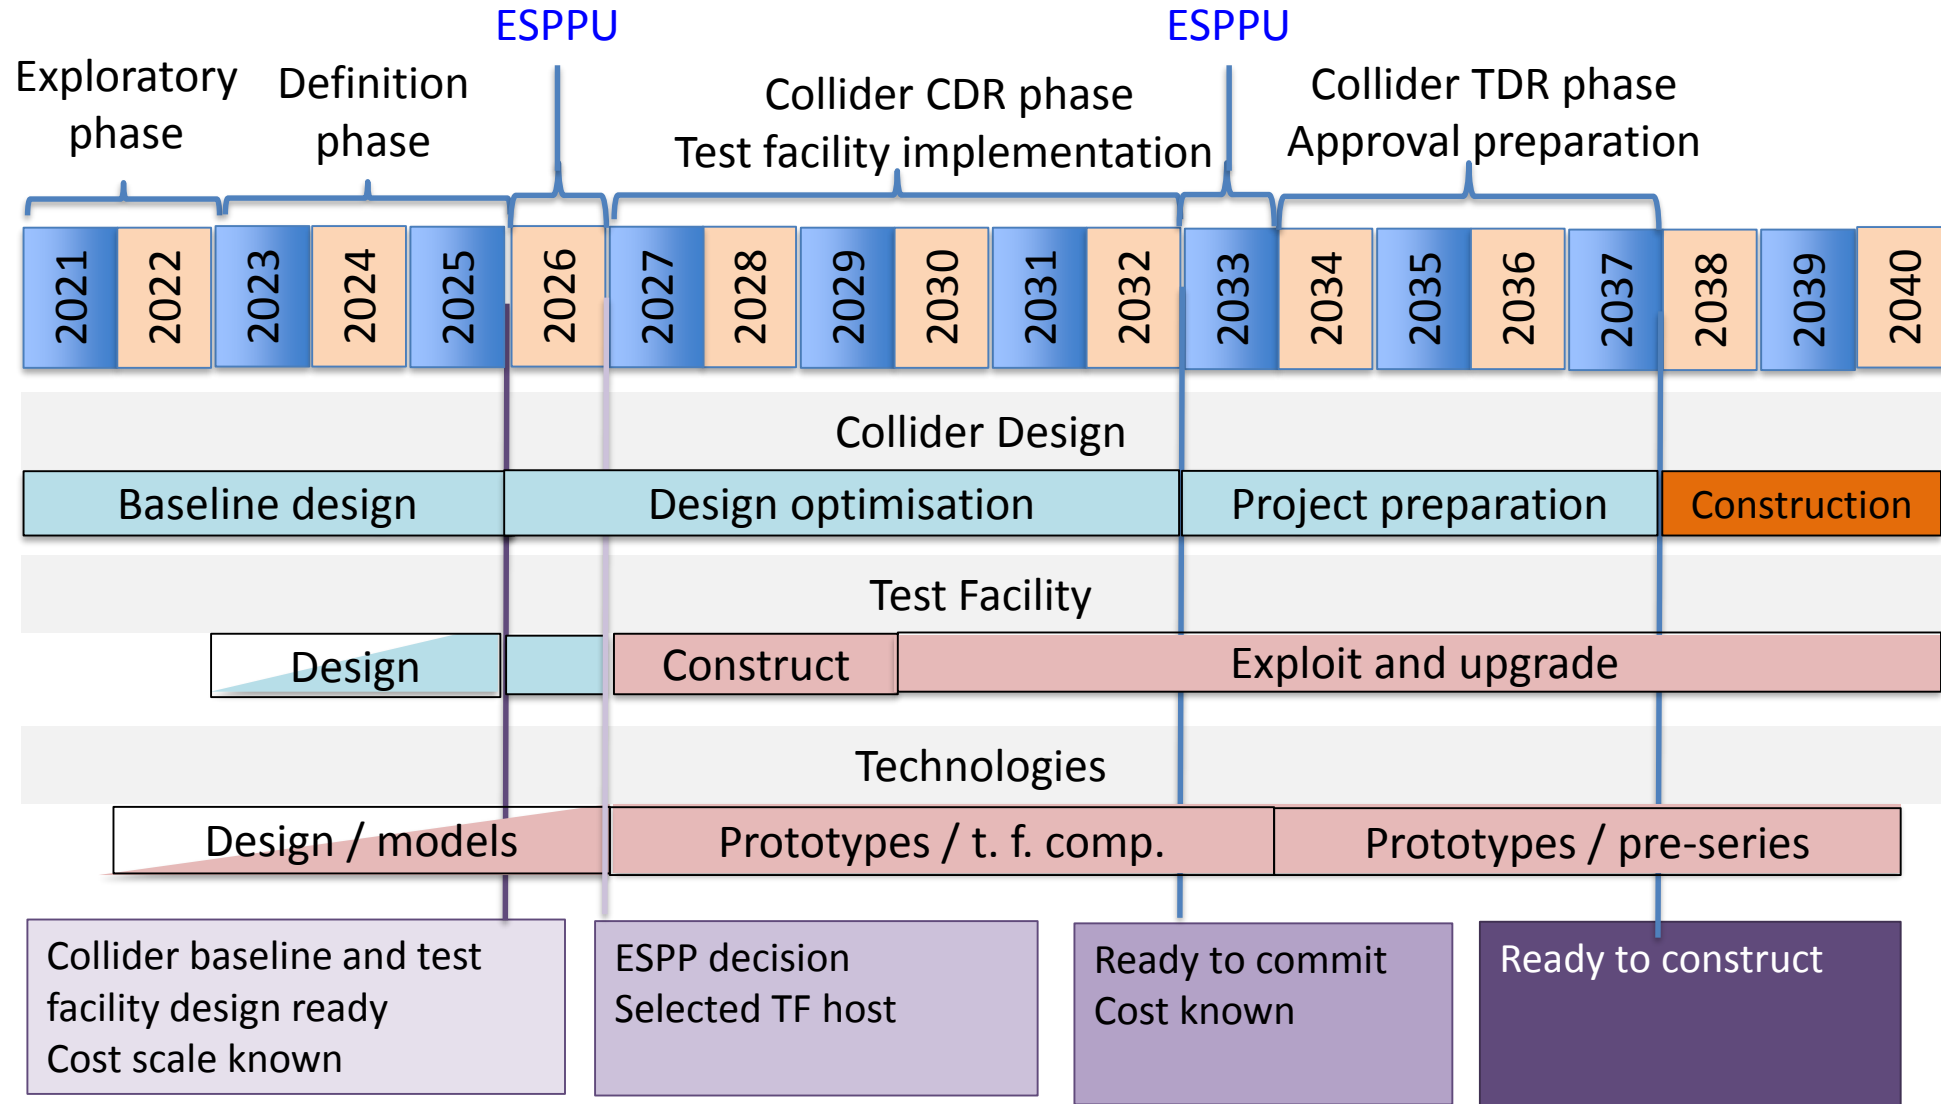 ESPPU
ESPPU
Exploratory
phase
Definition
phase
Collider CDR phase
Test facility implementation
Collider TDR phase
Approval preparation
2021
2022
2023
2024
2025
2026
2027
2028
2029
2030
2031
2032
2033
2034
2035
2036
2037
2038
2039
2040
Collider Design
Baseline design
Design optimisation
Project preparation
Construction
Test Facility
Design
Construct
Exploit and upgrade
Technologies
Design / models
Prototypes / t. f. comp.
Prototypes / pre-series
Collider baseline and test
facility design ready
Cost scale known
ESPP decision
Selected TF host
Ready to commit
Cost known
Ready to construct